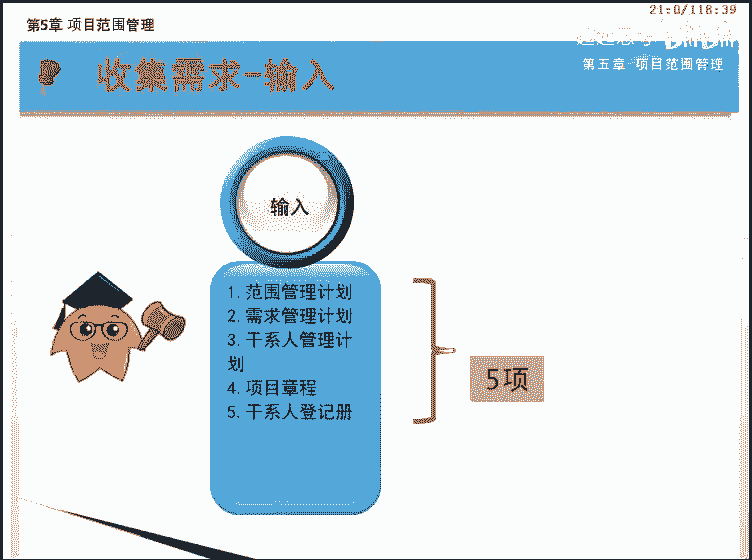 21:0/118:39
第5章 项目范围管理
收集需求-输入
第五章 项目范围管理
输入
1. 范围管理计划
2. 需求管理计划
3. 干系人管理计
划
4. 项目章程
5. 干系人登记册
5项